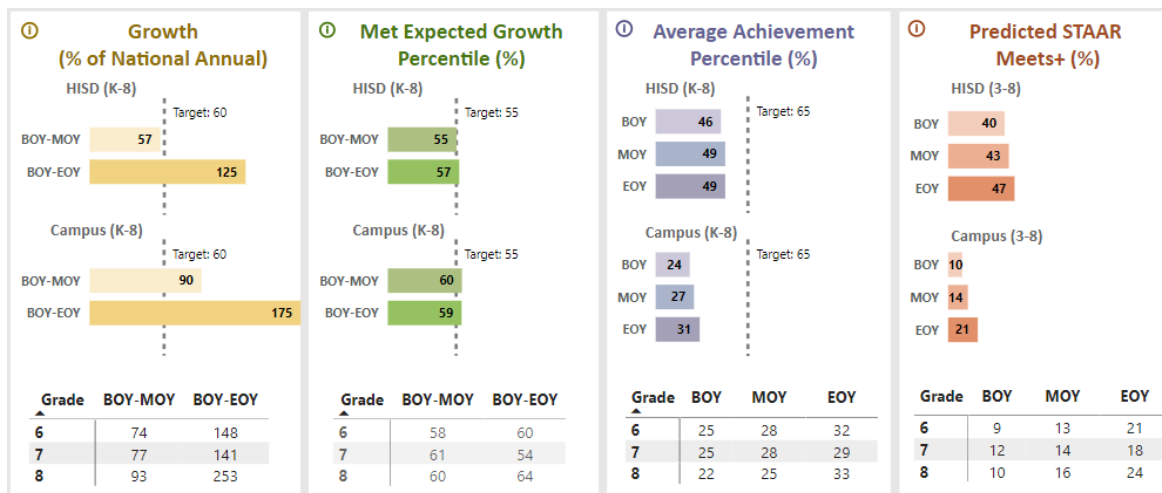 Growth
(% of National Annual)
HISD (K-8)
Target: 60
BOY-MOY 57
BOY-EOY 125
Campus (K-8)
Target: 60
BOY-MOY 90
BOY-EOY 175
Grade BOY-MOY BOY-EOY
6 74 148
7 77 141
8 93 253
Met Expected Growth
Percentile (%)
HISD (K-8)
Target: 55
BOY-MOY 55
BOY-EOY 57
Campus (K-8)
Target: 55
BOY-MOY 60
BOY-EOY 59
Grade BOY-MOY BOY-EOY
6 58 60
7 61 54
8 60 64
Average Achievement
Percentile (%)
HISD (K-8)
Target: 65
BOY 46
MOY 49
EOY 49
Campus (K-8)
Target: 65
BOY 24
MOY 27
EOY 31
Grade BOY MOY EOY
6 25 28 32
7 25 28 29
8 22 25 33
Predicted STAAR
Meets+ (%)
HISD (3-8)
BOY 40
MOY 43
EOY 47
Campus (3-8)
BOY 10
MOY 14
EOY 21
Grade BOY MOY EOY
6 9 13 21
7 12 14 18
8 10 16 24